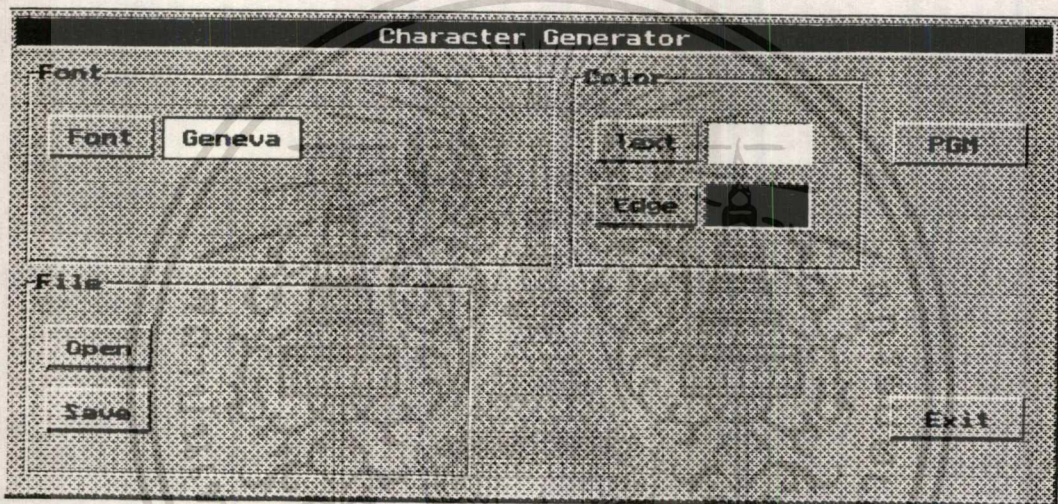 Character Generator
Font
Font Geneva
Color
Text
Edge
PGM
File
Open
Save
Exit